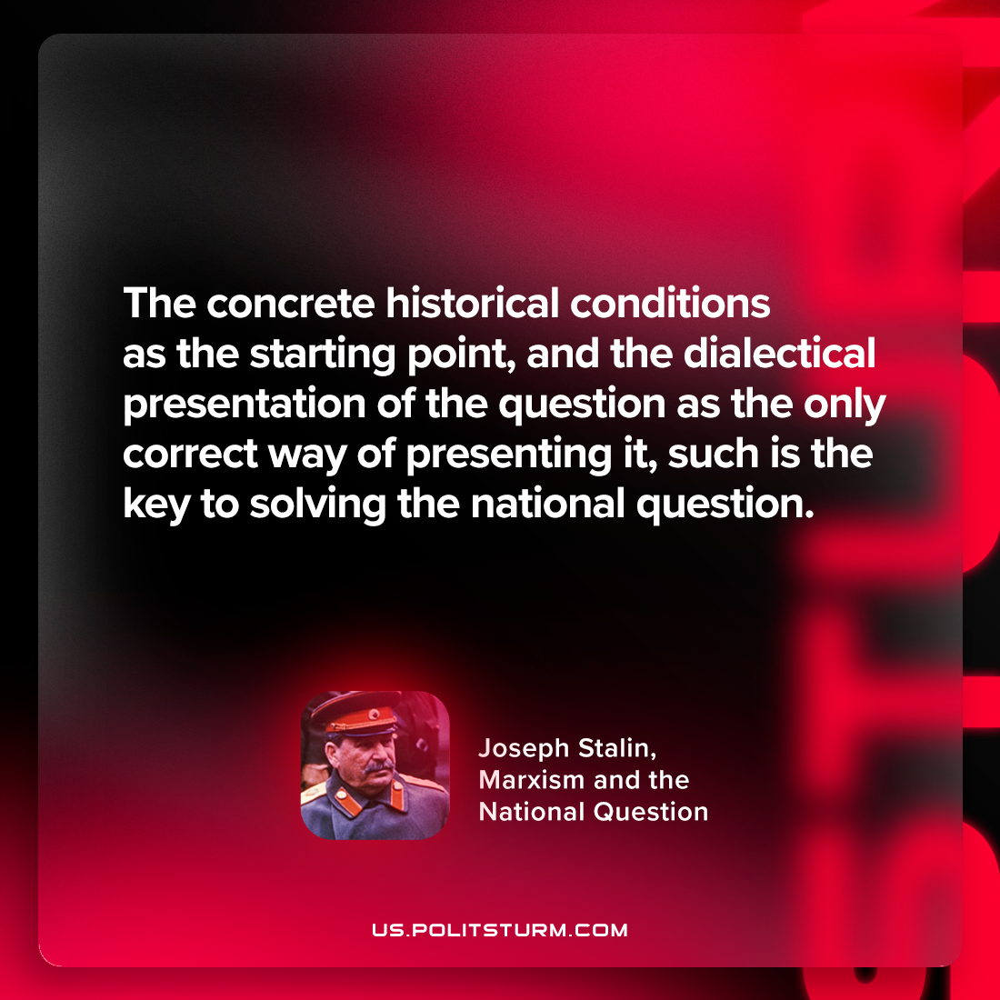 The concrete historical conditions
as the starting point, and the dialectical
presentation of the question as the only
correct way of presenting it, such is the
key to solving the national question.
Joseph Stalin,
Marxism and the
National Question
US.POLITSTURM.COM